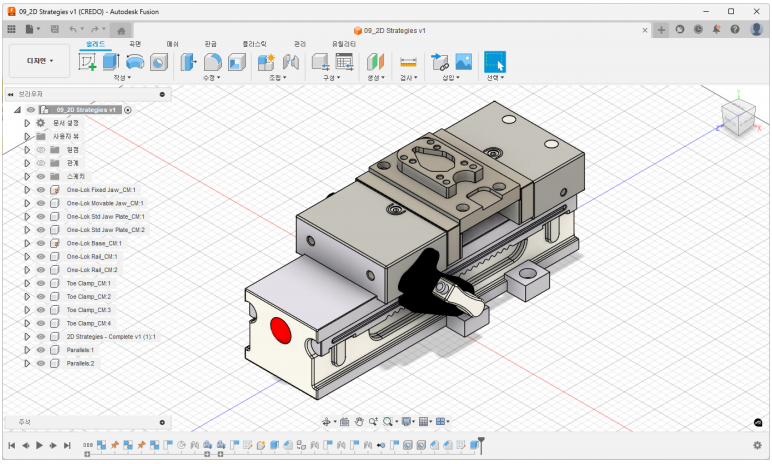 09_2D Strategies v1 (CREDO) - Autodesk Fusion
09_2D Strategies v1
솔리드 곡면 메쉬 판금 플라스틱 관리 유틸리티
디자인
작성 수정 조립 구성 생성 검사 삽입 선택
브라우저
09_2D Strategies v1
문서 설정
사용자 뷰
원점
관계
스케치
One-Lok Fixed Jaw_CM:1
One-Lok Movable Jaw_CM:1
One-Lok Std Jaw Plate_CM:1
One-Lok Std Jaw Plate_CM:2
One-Lok Base_CM:1
One-Lok Rail_CM:1
One-Lok Rail_CM:2
Toe Clamp_CM:1
Toe Clamp_CM:2
Toe Clamp_CM:3
Toe Clamp_CM:4
2D Strategies - Complete v1 (1):1
Parallels:1
Parallels:2
Z X
주석